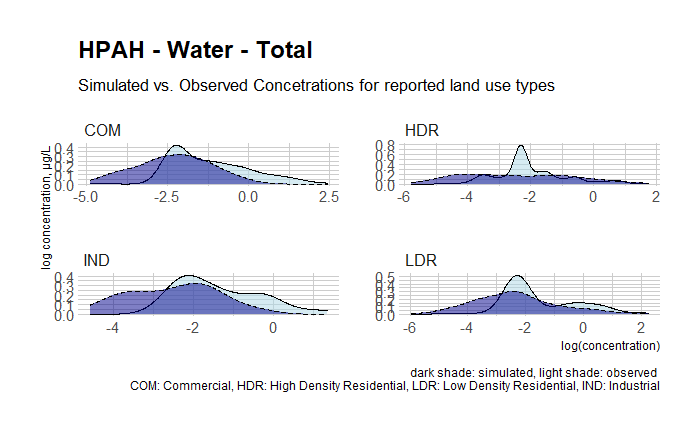 HPAH - Water - Total
Simulated vs. Observed Concetrations for reported land use types
log concentration, µg/L
COM
0.4
0.3
0.2
0.1
0.0
-5.0 -2.5 0.0 2.5
HDR
0.8
0.6
0.4
0.2
0.0
-6 -4 -2 0 2
IND
0.4
0.3
0.2
0.1
0.0
-4 -2 0
LDR
0.5
0.4
0.3
0.2
0.1
0.0
-6 -4 -2 0 2
log(concentration)
dark shade: simulated, light shade: observed
COM: Commercial, HDR: High Density Residential, LDR: Low Density Residential, IND: Industrial